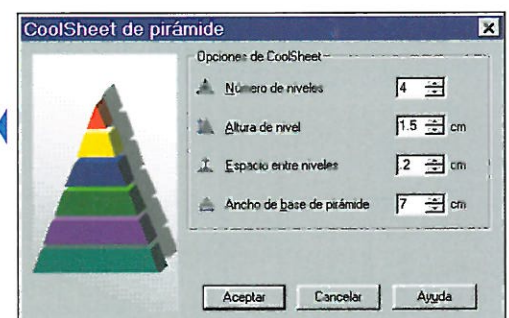 CoolSheet de pirámide
Opciones de CoolSheet
Número de niveles 4
Altura de nivel 1.5 cm
Espacio entre niveles .2 cm
Ancho de base de pirámide 7 cm
Aceptar Cancelar Ayuda